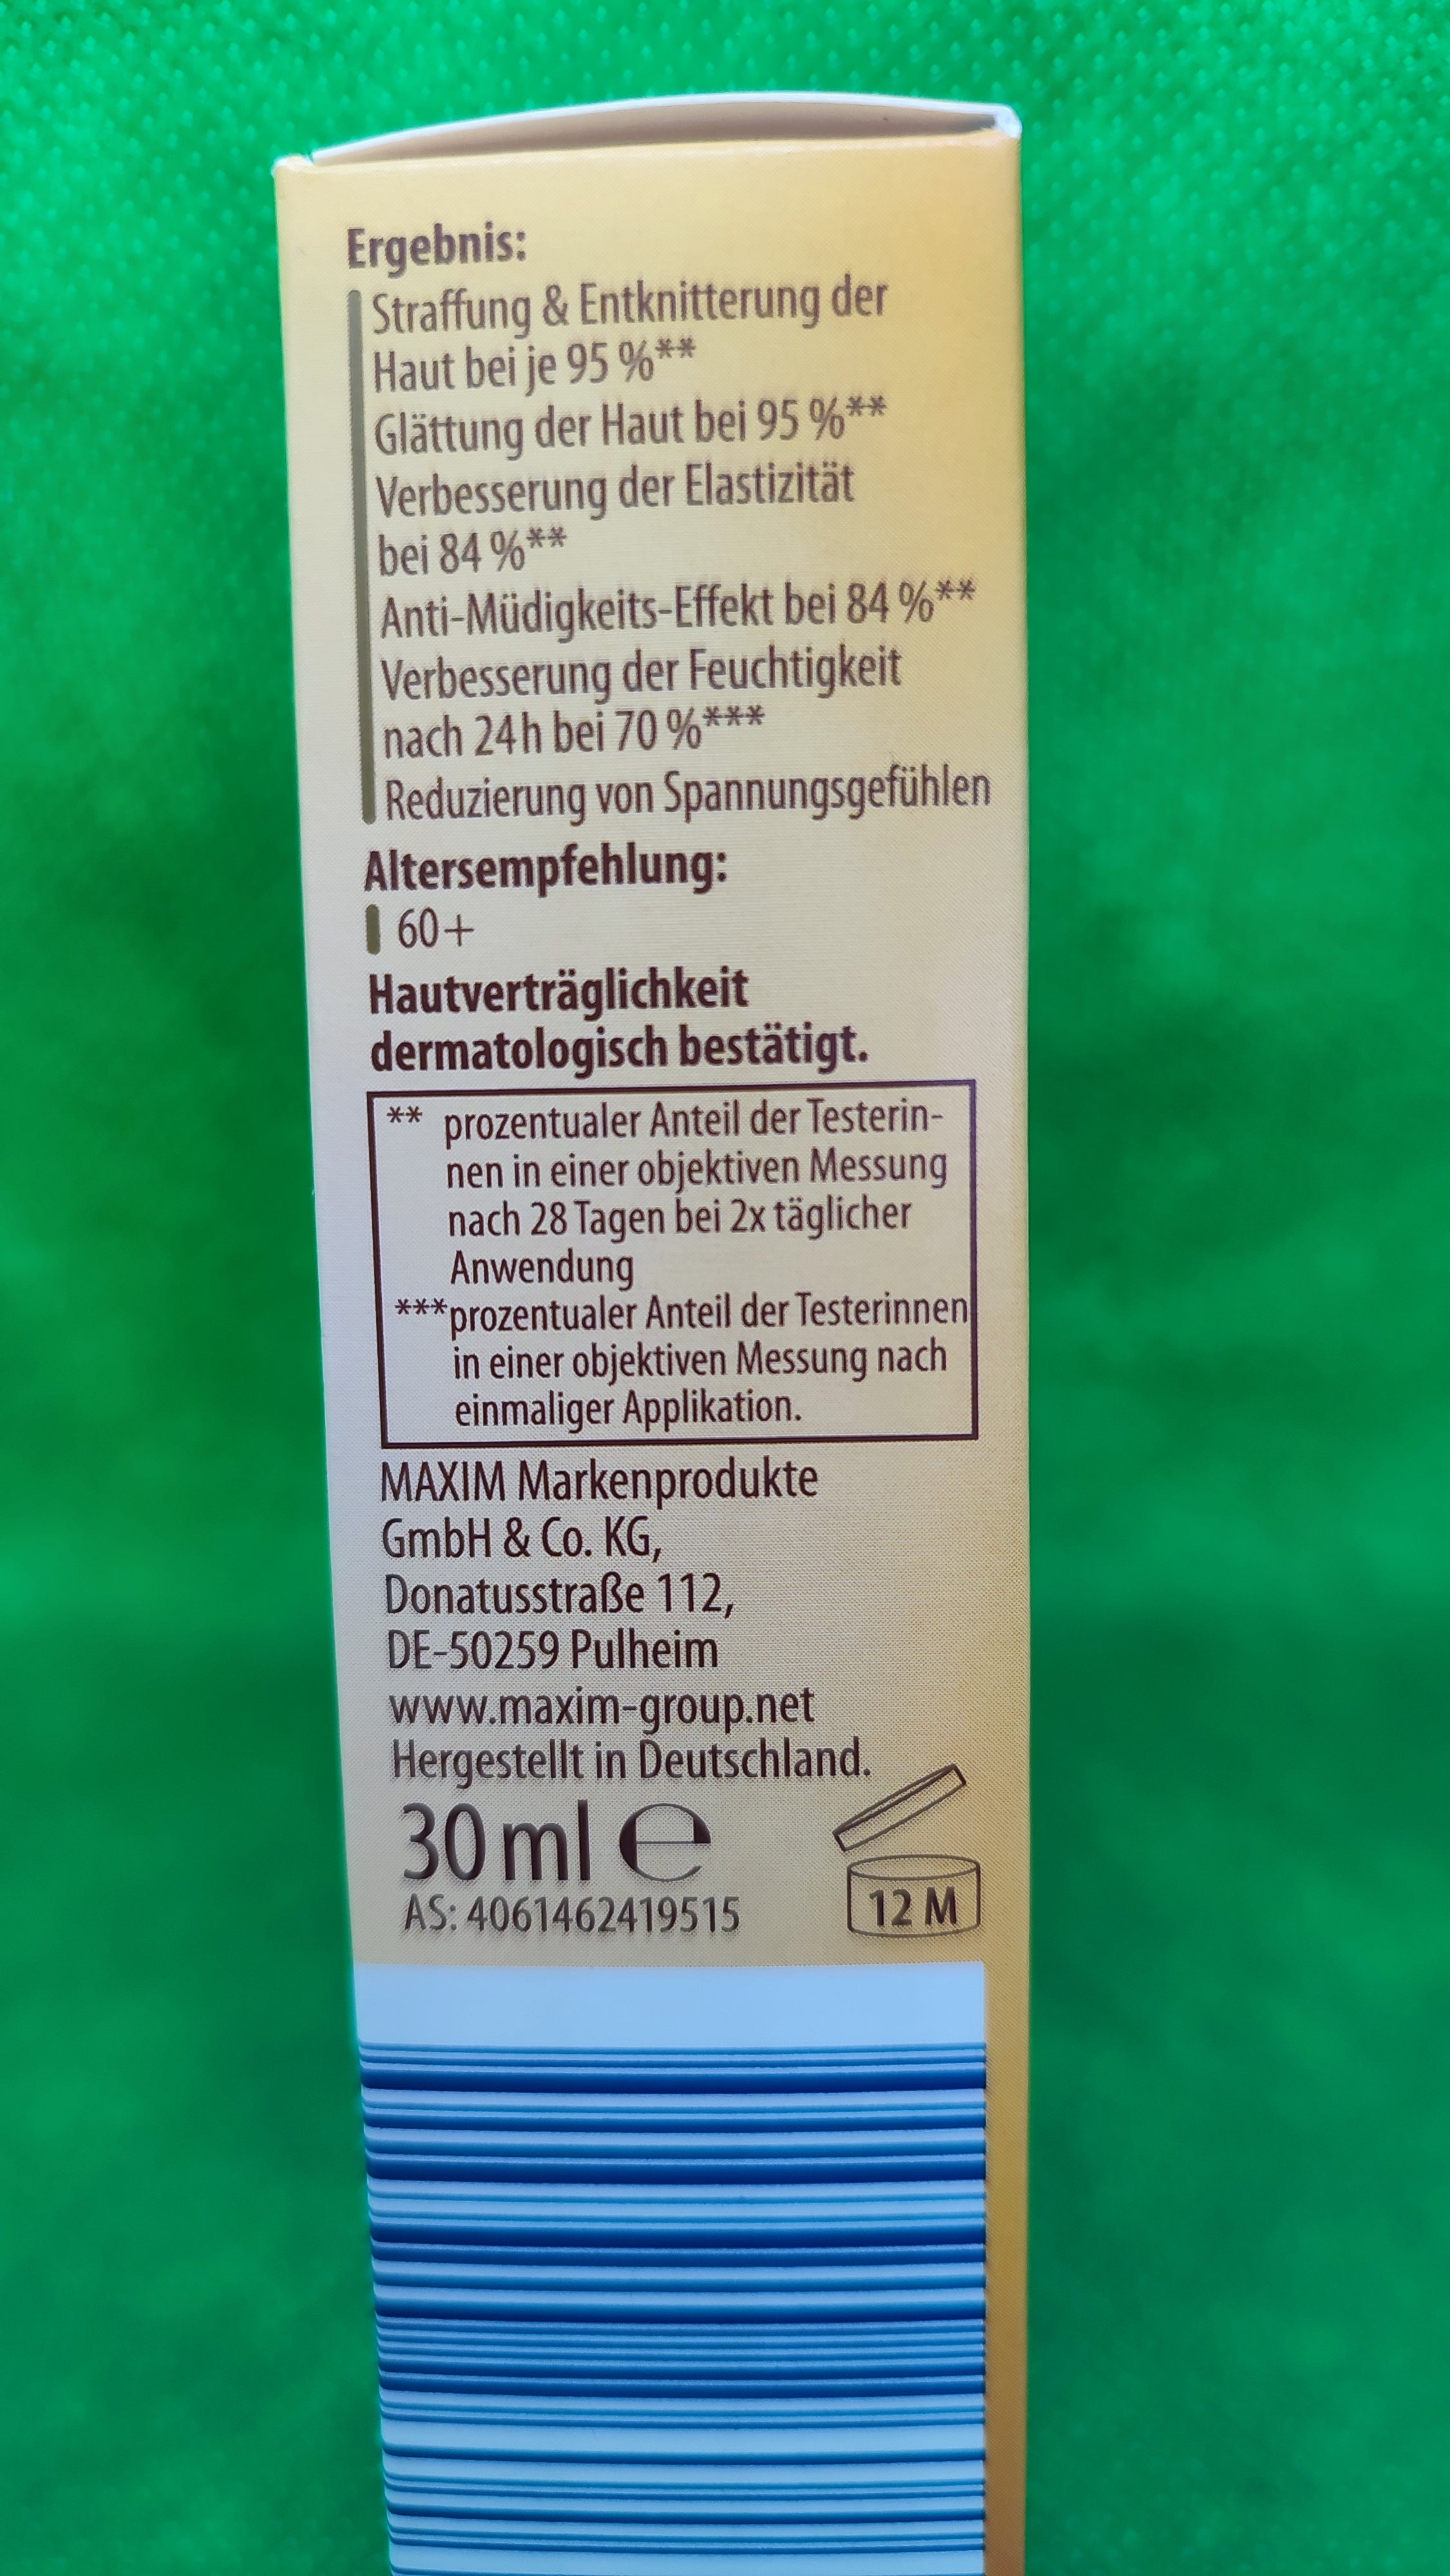 Ergebnis:
Straffung & Entknitterung der
Haut bei je 95 %**
Glättung der Haut bei 95 %**
Verbesserung der Elastizität
bei 84 %**
Anti-Müdigkeits-Effekt bei 84 %**
Verbesserung der Feuchtigkeit
nach 24h bei 70 %***
Reduzierung von Spannungsgefühlen
Altersempfehlung:
60+
Hautverträglichkeit
dermatologisch bestätigt.
** prozentualer Anteil der Testerin-
nen in einer objektiven Messung
nach 28 Tagen bei 2x täglicher
Anwendung
***prozentualer Anteil der Testerinnen
in einer objektiven Messung nach
einmaliger Applikation.
MAXIM Markenprodukte
GmbH & Co. KG,
Donatusstraße 112,
DE-50259 Pulheim
www.maxim-group.net
Hergestellt in Deutschland.
30 ml ℮
AS: 4061462419515
12 M